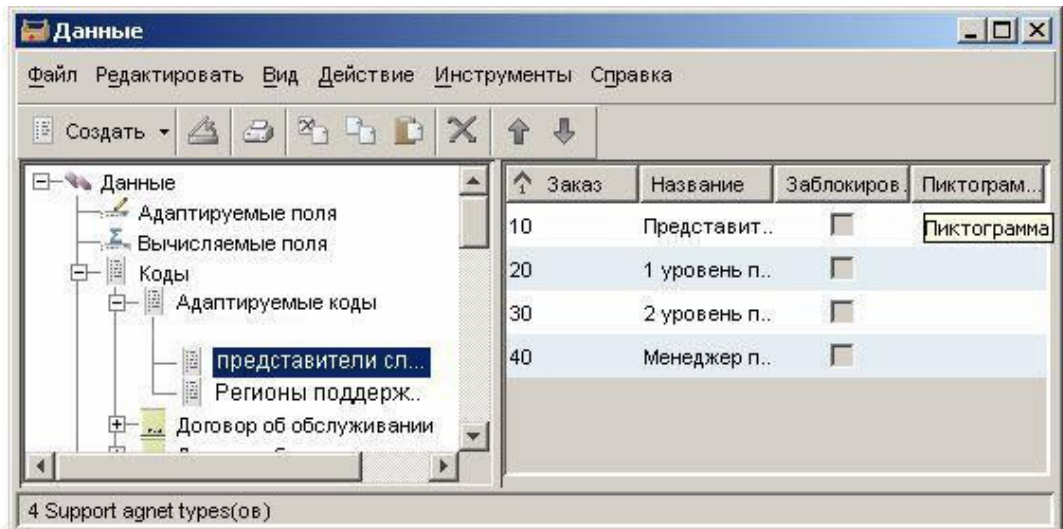 Данные
Файл Редактировать Вид Действие Инструменты Справка
Создать
Данные
Адаптируемые поля
Вычисляемые поля
Коды
Адаптируемые коды
представители сл...
Регионы поддерж..
Договор об обслуживании
1 Заказ Название Заблокиров. Пиктограм...
10 Представит.. Пиктограмма
20 1 уровень п..
30 2 уровень п..
40 Менеджер п..
4 Support agnet types(ов)